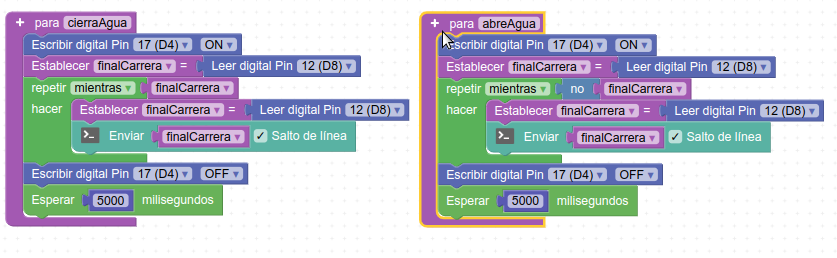 + para cierraAgua
Escribir digital Pin 17 (D4) ▾ ON ▾
Establecer finalCarrera ▾ = Leer digital Pin 12 (D8) ▾
repetir mientras ▾ finalCarrera ▾
hacer Establecer finalCarrera ▾ = Leer digital Pin 12 (D8) ▾
>_ Enviar finalCarrera ▾ ✓ Salto de línea
Escribir digital Pin 17 (D4) ▾ OFF ▾
Esperar 5000 milisegundos
+ para abreAgua
Escribir digital Pin 17 (D4) ▾ ON ▾
Establecer finalCarrera ▾ = Leer digital Pin 12 (D8) ▾
repetir mientras ▾ no finalCarrera ▾
hacer Establecer finalCarrera ▾ = Leer digital Pin 12 (D8) ▾
>_ Enviar finalCarrera ▾ ✓ Salto de línea
Escribir digital Pin 17 (D4) ▾ OFF ▾
Esperar 5000 milisegundos